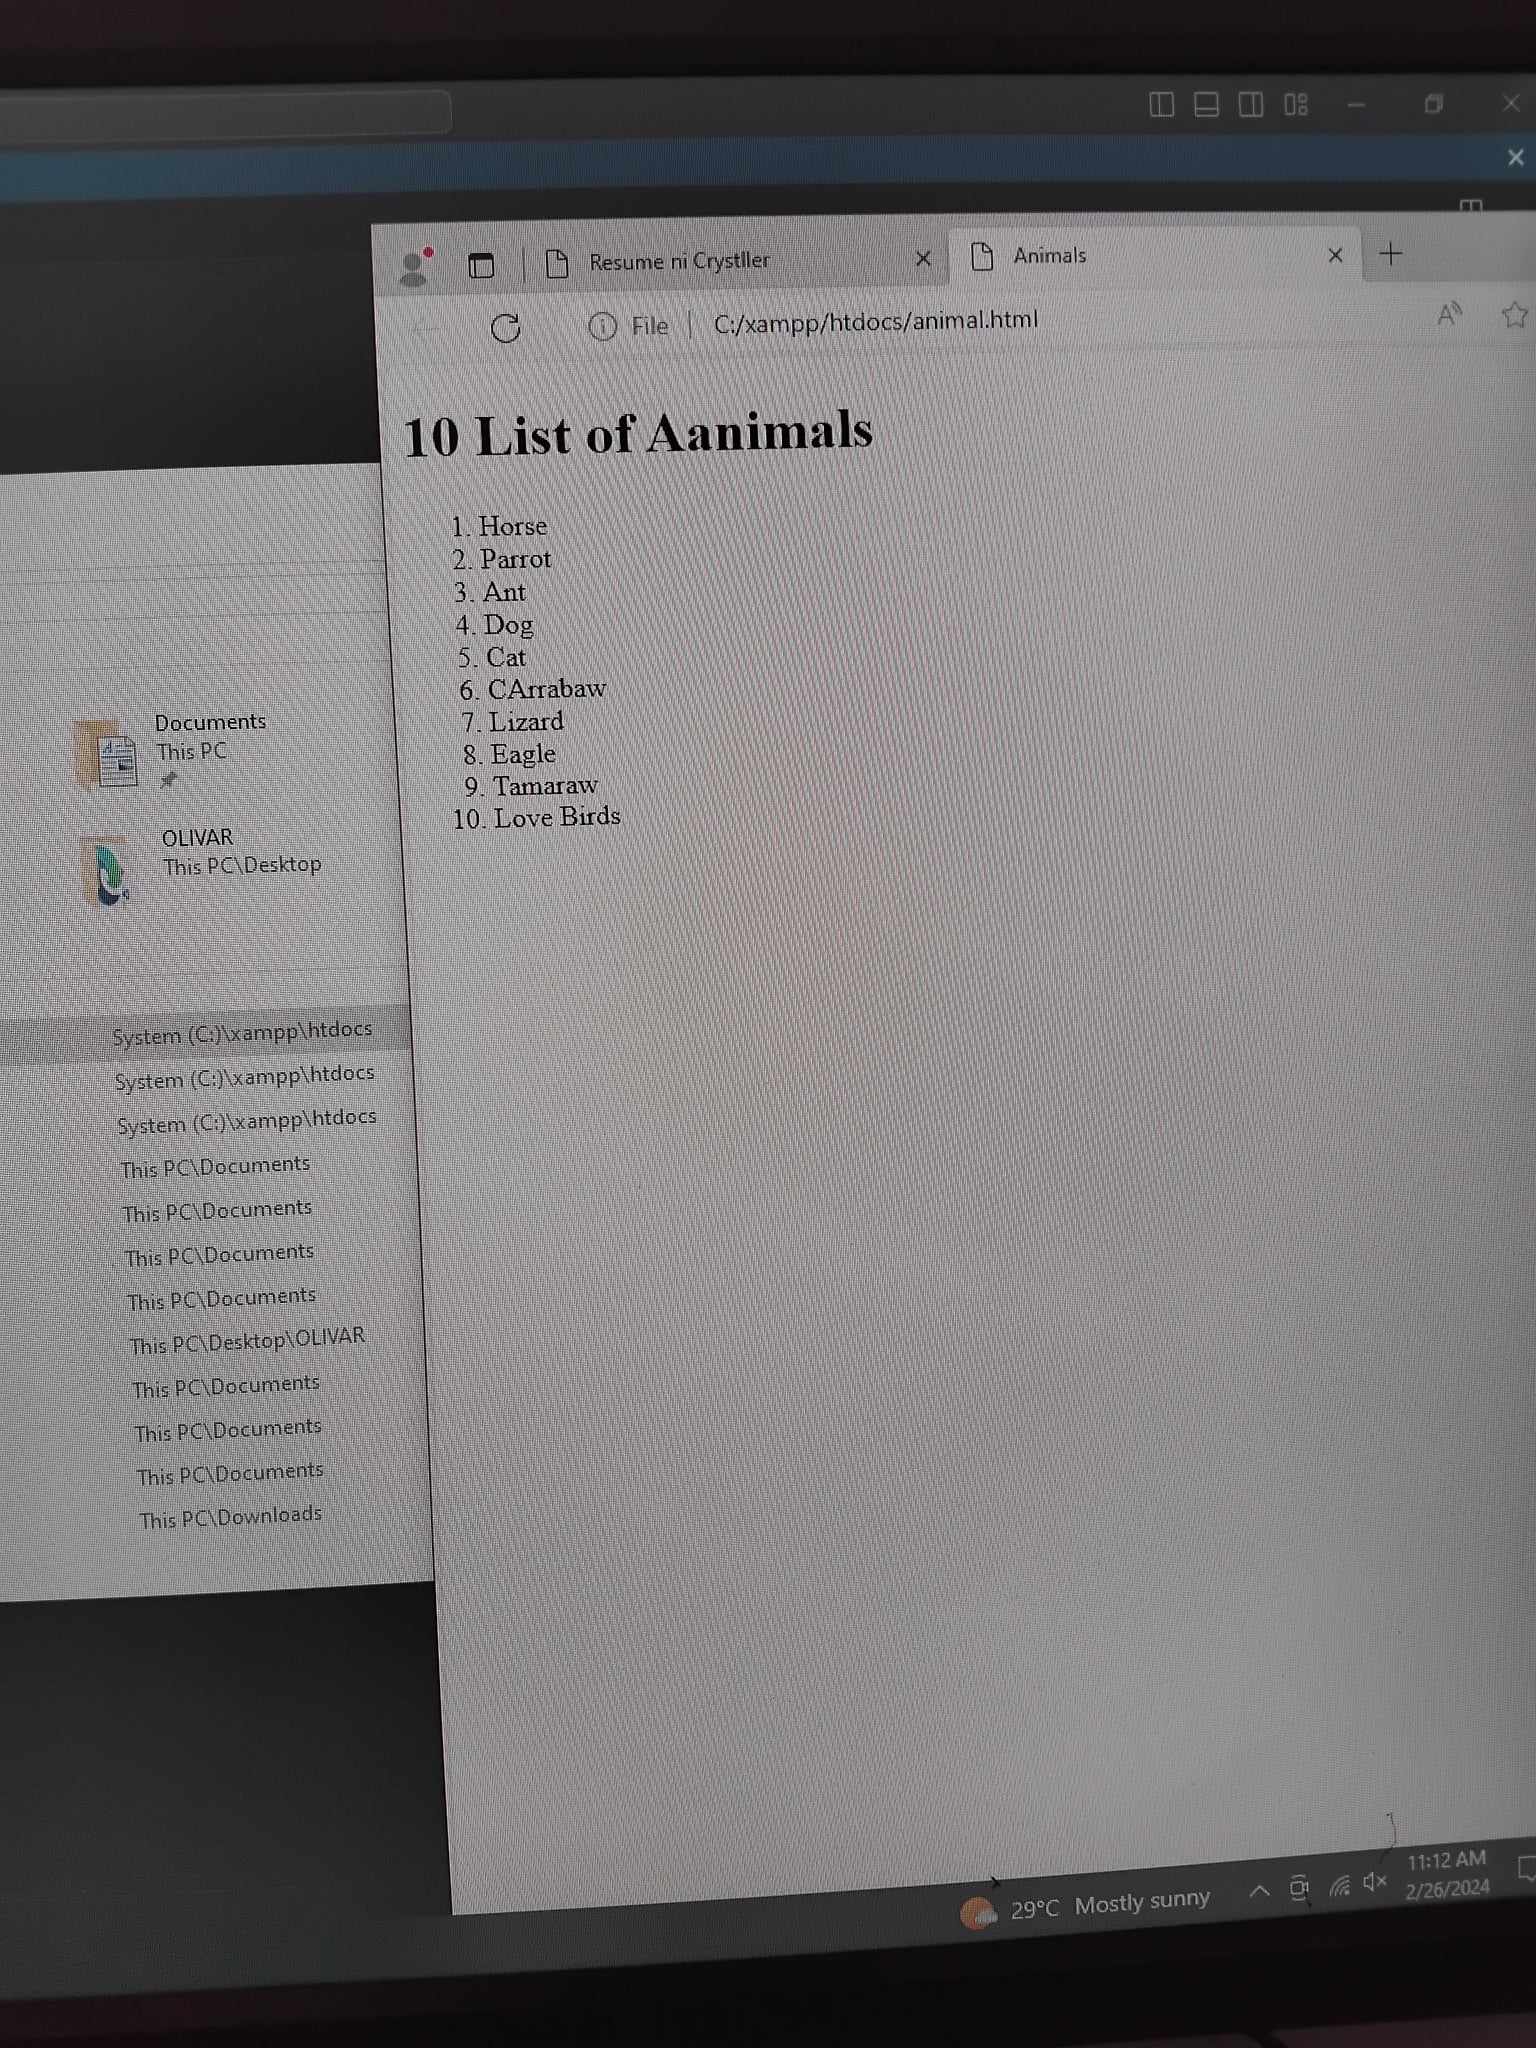 Resume ni Crystller
Animals
File
C:/xampp/htdocs/animal.html
10 List of Aanimals
1. Horse
2. Parrot
3. Ant
4. Dog
5. Cat
6. CArrabaw
7. Lizard
8. Eagle
9. Tamaraw
10. Love Birds
Documents
This PC
OLIVAR
This PC\Desktop
System (C:)\xampp\htdocs
System (C:)\xampp\htdocs
System (C:)\xampp\htdocs
This PC\Documents
This PC\Documents
This PC\Documents
This PC\Documents
This PC\Desktop\OLIVAR
This PC\Documents
This PC\Documents
This PC\Documents
This PC\Downloads
29°C Mostly sunny
11:12 AM
2/26/2024